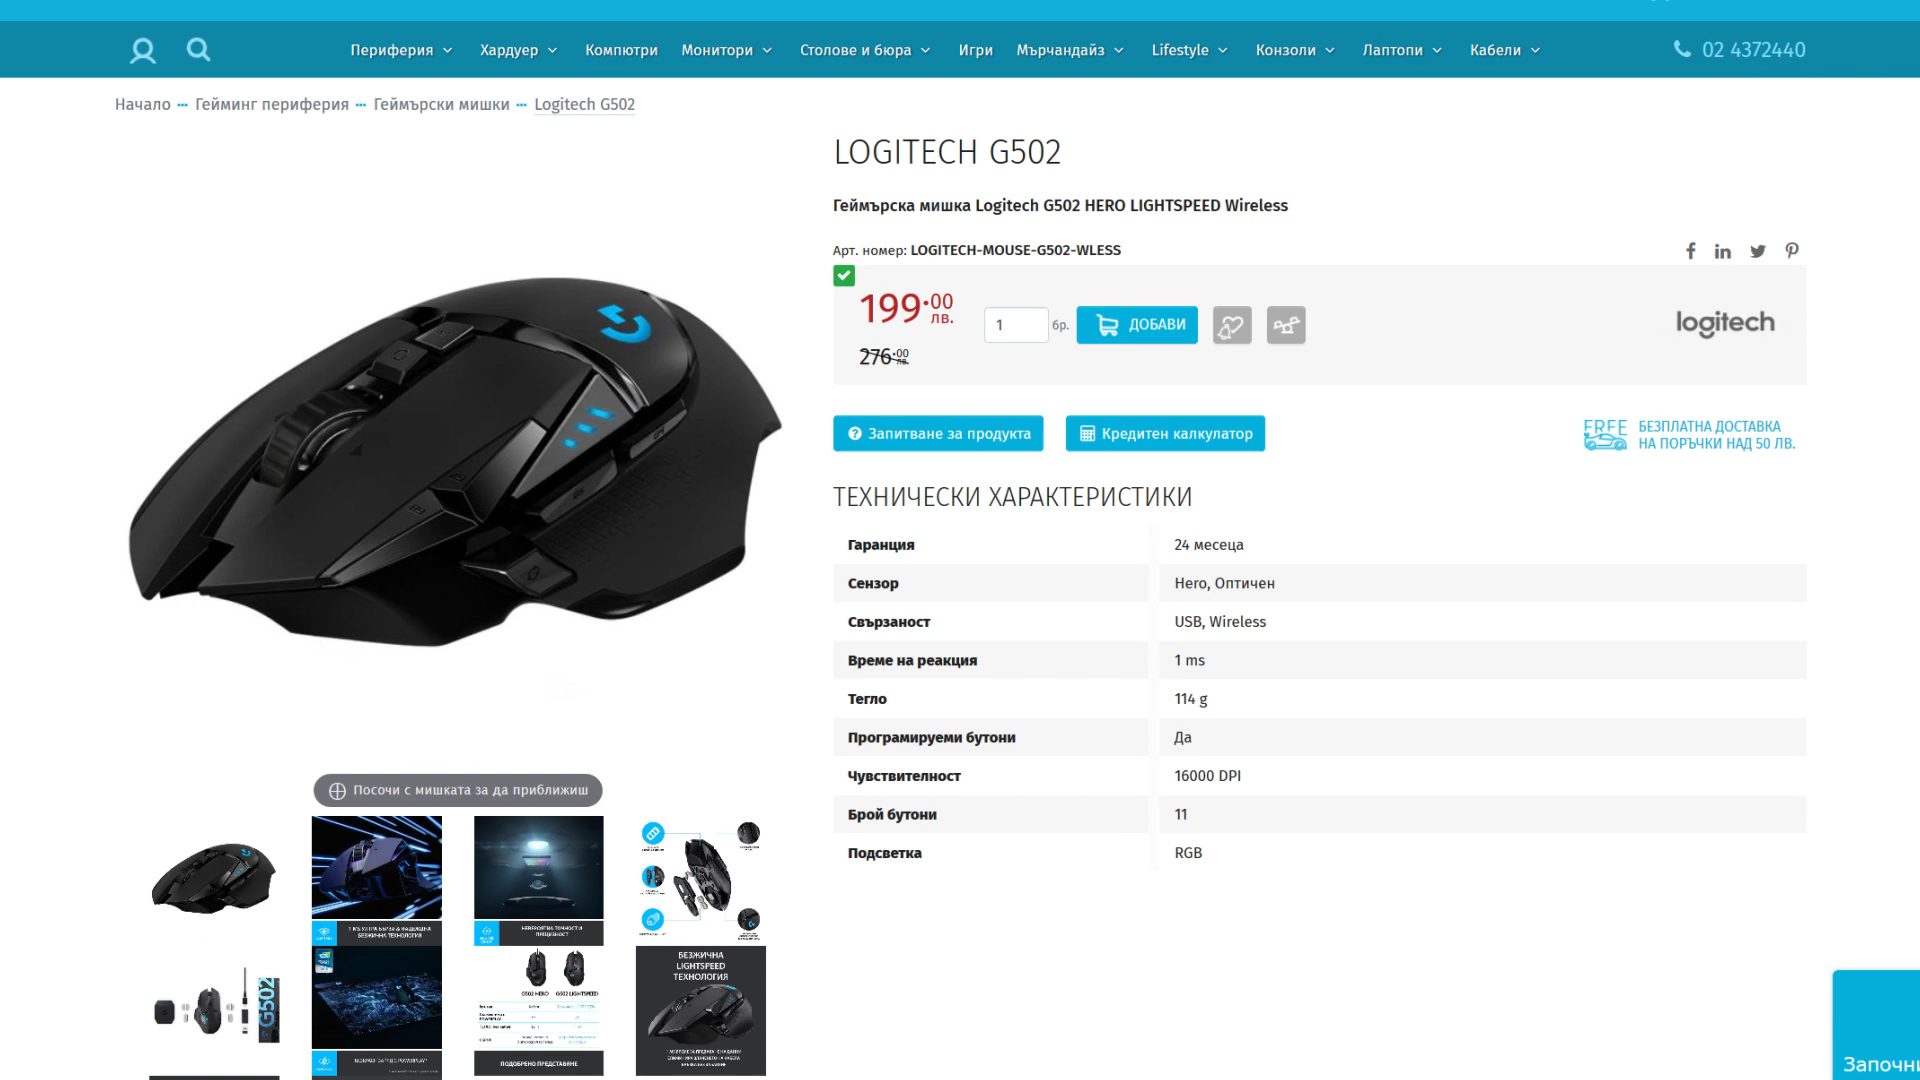 Периферия
Хардуер
Компютри
Монитори
Столове и бюра
Игри
Мърчандайз
Lifestyle
Конзоли
Лаптопи
Кабели
02 4372440
Начало
Гейминг периферия
Геймърски мишки
Logitech G502
LOGITECH G502
Геймърска мишка Logitech G502 HERO LIGHTSPEED Wireless
Арт. номер: LOGITECH-MOUSE-G502-WLESS
199.00 лв.
276.00 лв.
1 бр.
ДОБАВИ
logitech
Запитване за продукта
Кредитен калкулатор
FREE
БЕЗПЛАТНА ДОСТАВКА
НА ПОРЪЧКИ НАД 50 ЛВ.
ТЕХНИЧЕСКИ ХАРАКТЕРИСТИКИ
Гаранция 24 месеца
Сензор Hero, Оптичен
Свързаност USB, Wireless
Време на реакция 1 ms
Тегло 114 g
Програмируеми бутони Да
Чувствителност 16000 DPI
Брой бутони 11
Подсветка RGB
Посочи с мишката за да приближиш
НЕВЕРОЯТНА ТОЧНОСТ И
ПРЕЦИЗНОСТ
G502
G502 HERO
G502 LIGHTSPEED
ПОДОБРЕНО ПРЕДСТАВЯНЕ
БЕЗЖИЧНА
LIGHTSPEED
ТЕХНОЛОГИЯ
Започни